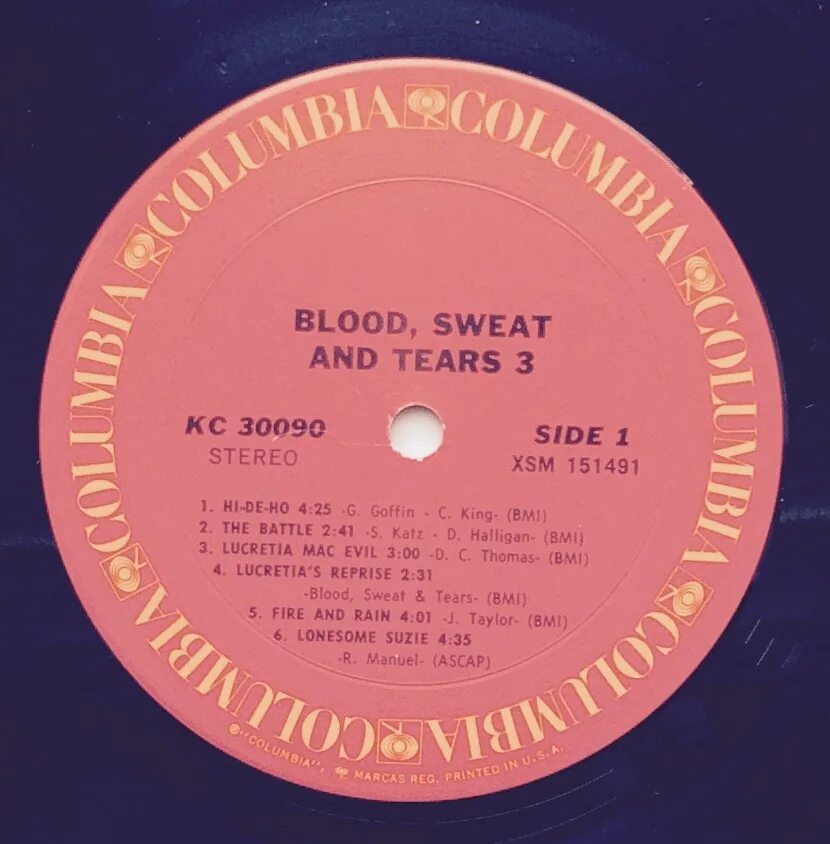 COLUMBIA COLUMBIA COLUMBIA COLUMBIA COLUMBIA COLUMBIA
BLOOD, SWEAT
AND TEARS 3
KC 30090
STEREO
SIDE 1
XSM 151491
1. HI-DE-HO 4:25 -G. Goffin - C. King- (BMI)
2. THE BATTLE 2:41 -S. Katz - D. Halligan- (BMI)
3. LUCRETIA MAC EVIL 3:00 -D. C. Thomas- (BMI)
4. LUCRETIA'S REPRISE 2:31
-Blood, Sweat & Tears- (BMI)
5. FIRE AND RAIN 4:01 -J. Taylor- (BMI)
6. LONESOME SUZIE 4:35
-R. Manuel- (ASCAP)
℗"COLUMBIA", MARCAS REG. PRINTED IN U.S.A.